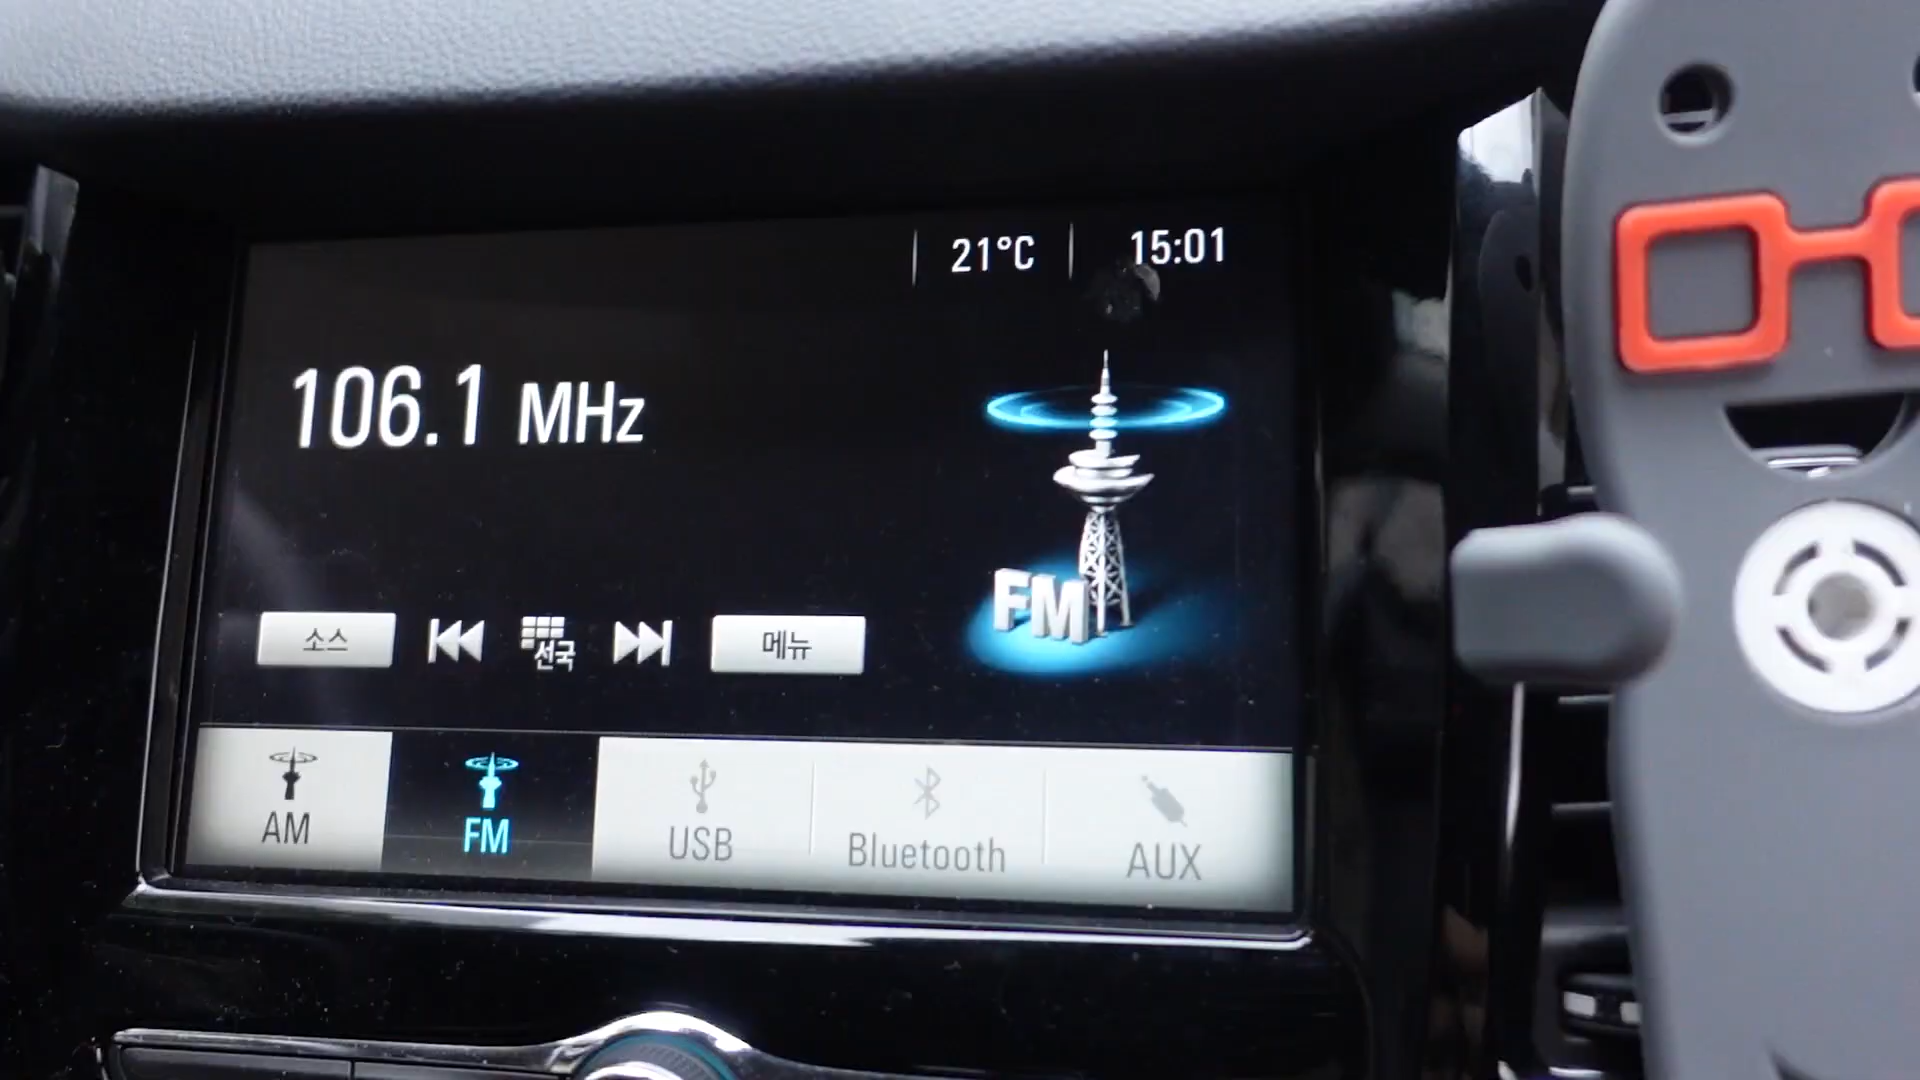 21°C
15:01
106.1 MHz
FM
소스
선국
메뉴
AM
FM
USB
Bluetooth
AUX